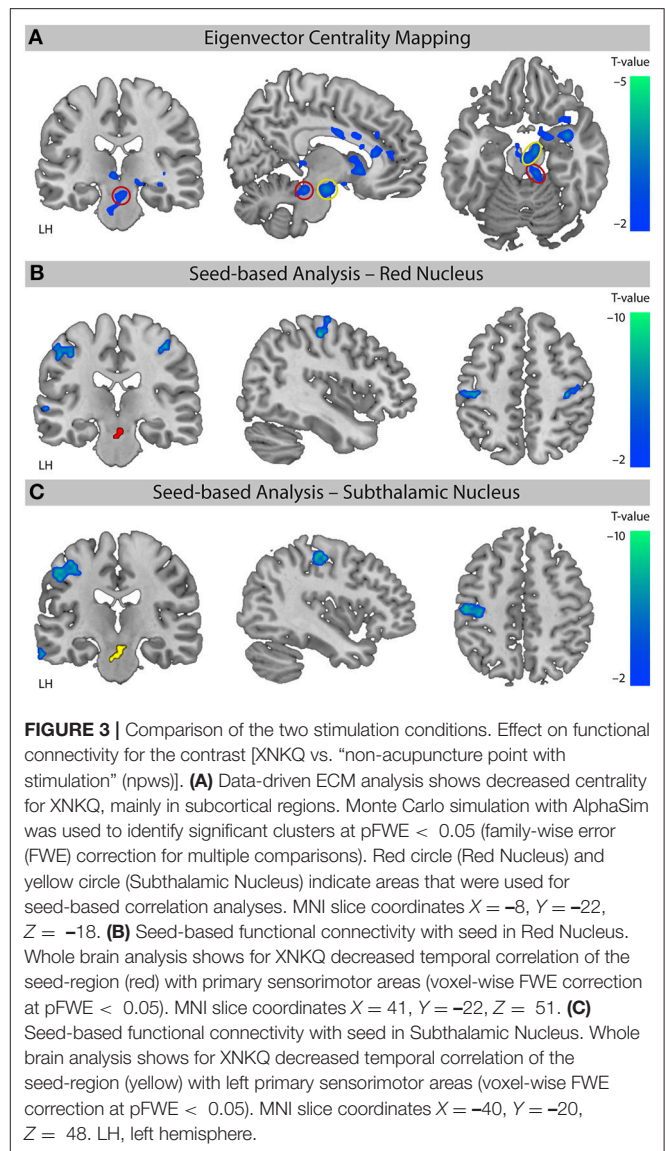 A Eigenvector Centrality Mapping
T-value
–5
–2
LH
B Seed-based Analysis – Red Nucleus
T-value
–10
–2
LH
C Seed-based Analysis – Subthalamic Nucleus
T-value
–10
–2
LH
FIGURE 3 | Comparison of the two stimulation conditions. Effect on functional
connectivity for the contrast [XNKQ vs. “non-acupuncture point with
stimulation” (npws)]. (A) Data-driven ECM analysis shows decreased centrality
for XNKQ, mainly in subcortical regions. Monte Carlo simulation with AlphaSim
was used to identify significant clusters at pFWE < 0.05 (family-wise error
(FWE) correction for multiple comparisons). Red circle (Red Nucleus) and
yellow circle (Subthalamic Nucleus) indicate areas that were used for
seed-based correlation analyses. MNI slice coordinates X = –8, Y = –22,
Z = –18. (B) Seed-based functional connectivity with seed in Red Nucleus.
Whole brain analysis shows for XNKQ decreased temporal correlation of the
seed-region (red) with primary sensorimotor areas (voxel-wise FWE correction
at pFWE < 0.05). MNI slice coordinates X = 41, Y = –22, Z = 51. (C)
Seed-based functional connectivity with seed in Subthalamic Nucleus. Whole
brain analysis shows for XNKQ decreased temporal correlation of the
seed-region (yellow) with left primary sensorimotor areas (voxel-wise FWE
correction at pFWE < 0.05). MNI slice coordinates X = –40, Y = –20,
Z = 48. LH, left hemisphere.